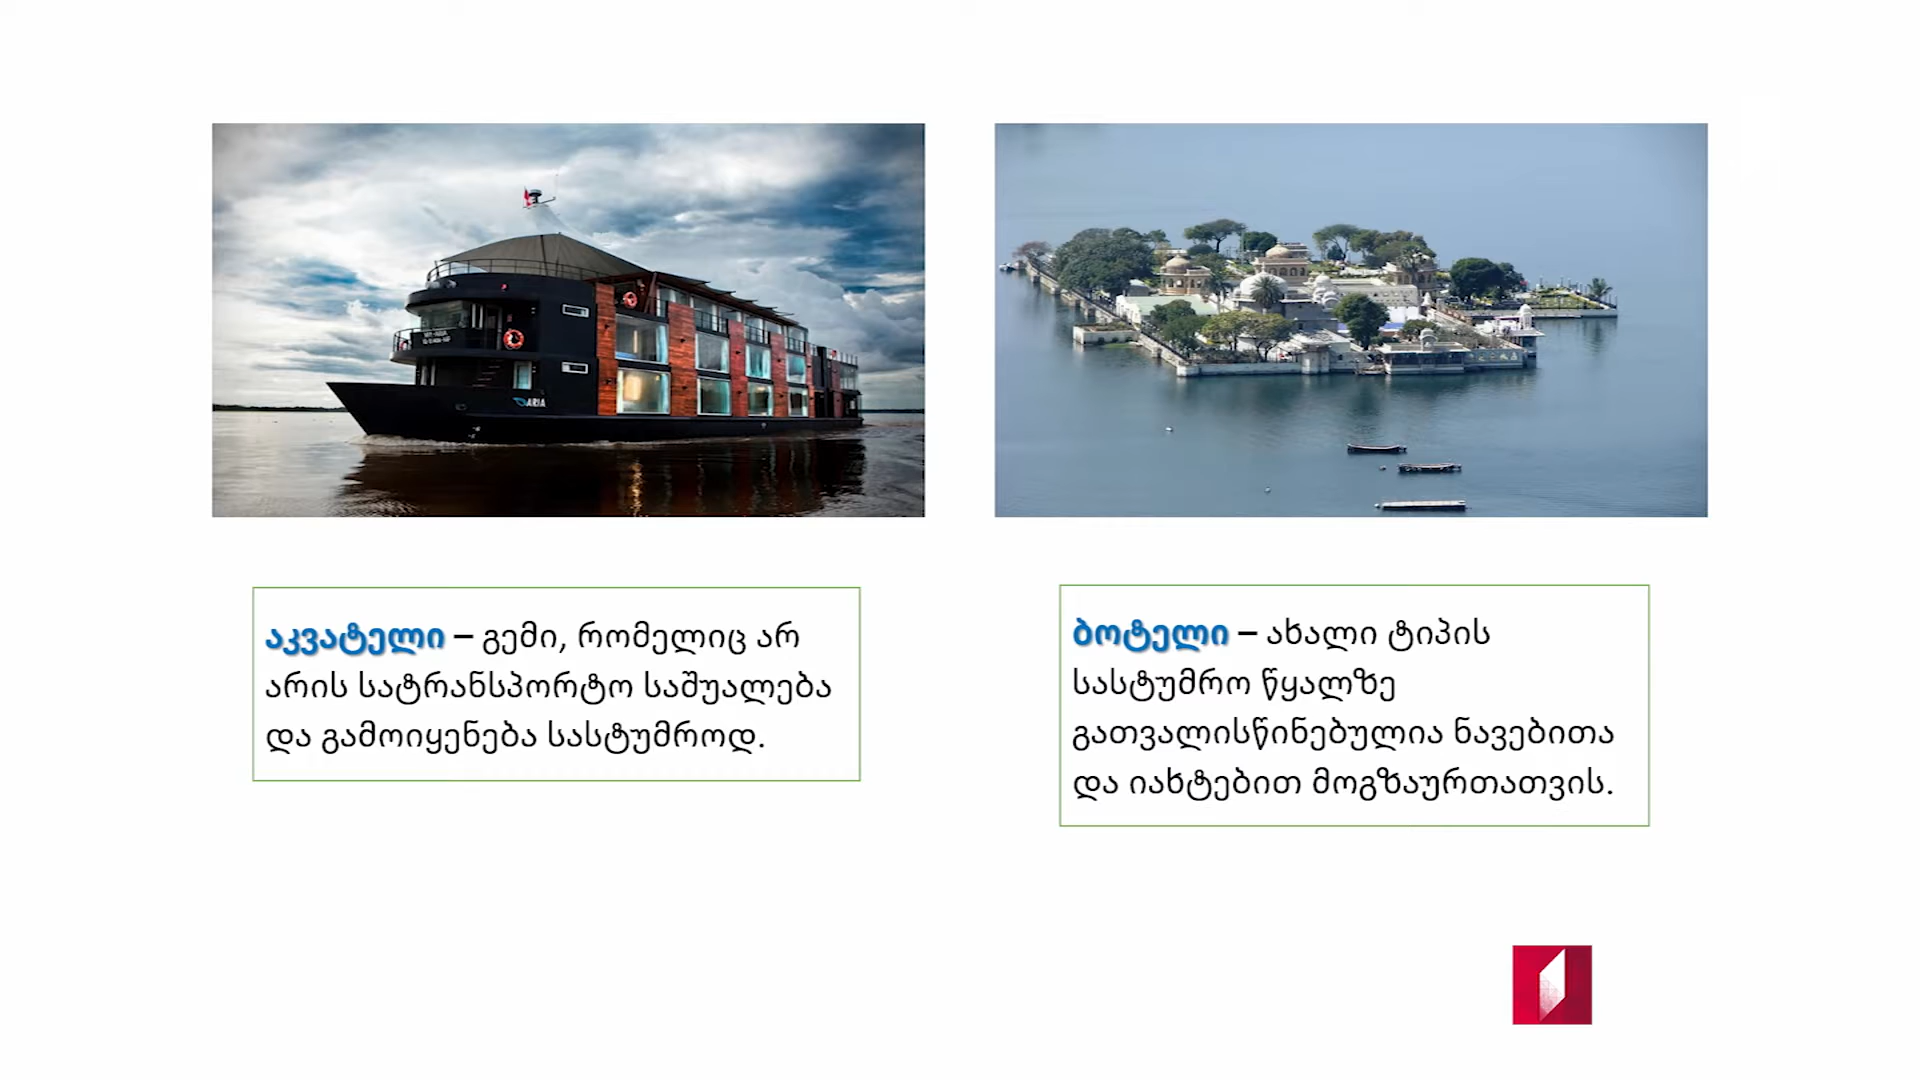 ARIA
აკვატელი – გემი, რომელიც არ
არის სატრანსპორტო საშუალება
და გამოიყენება სასტუმროდ.
ბოტელი – ახალი ტიპის
სასტუმრო წყალზე
გათვალისწინებულია ნავებითა
და იახტებით მოგზაურთათვის.